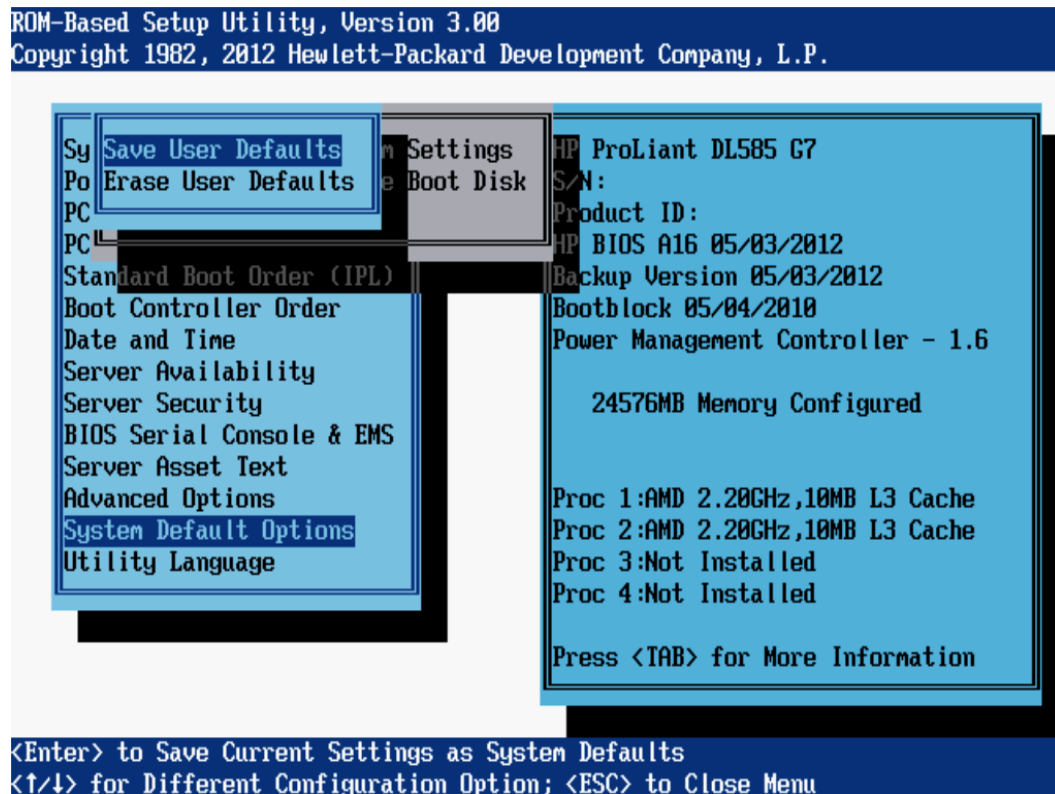 ROM-Based Setup Utility, Version 3.00
Copyright 1982, 2012 Hewlett-Packard Development Company, L.P.
Save User Defaults
Erase User Defaults
Sy
Po
PC
PC
m Settings
e Boot Disk
Standard Boot Order (IPL)
Boot Controller Order
Date and Time
Server Availability
Server Security
BIOS Serial Console & EMS
Server Asset Text
Advanced Options
System Default Options
Utility Language
HP ProLiant DL585 G7
S/N:
Product ID:
HP BIOS A16 05/03/2012
Backup Version 05/03/2012
Bootblock 05/04/2010
Power Management Controller - 1.6
24576MB Memory Configured
Proc 1:AMD 2.20GHz,10MB L3 Cache
Proc 2:AMD 2.20GHz,10MB L3 Cache
Proc 3:Not Installed
Proc 4:Not Installed
Press <TAB> for More Information
<Enter> to Save Current Settings as System Defaults
<↑/↓> for Different Configuration Option; <ESC> to Close Menu